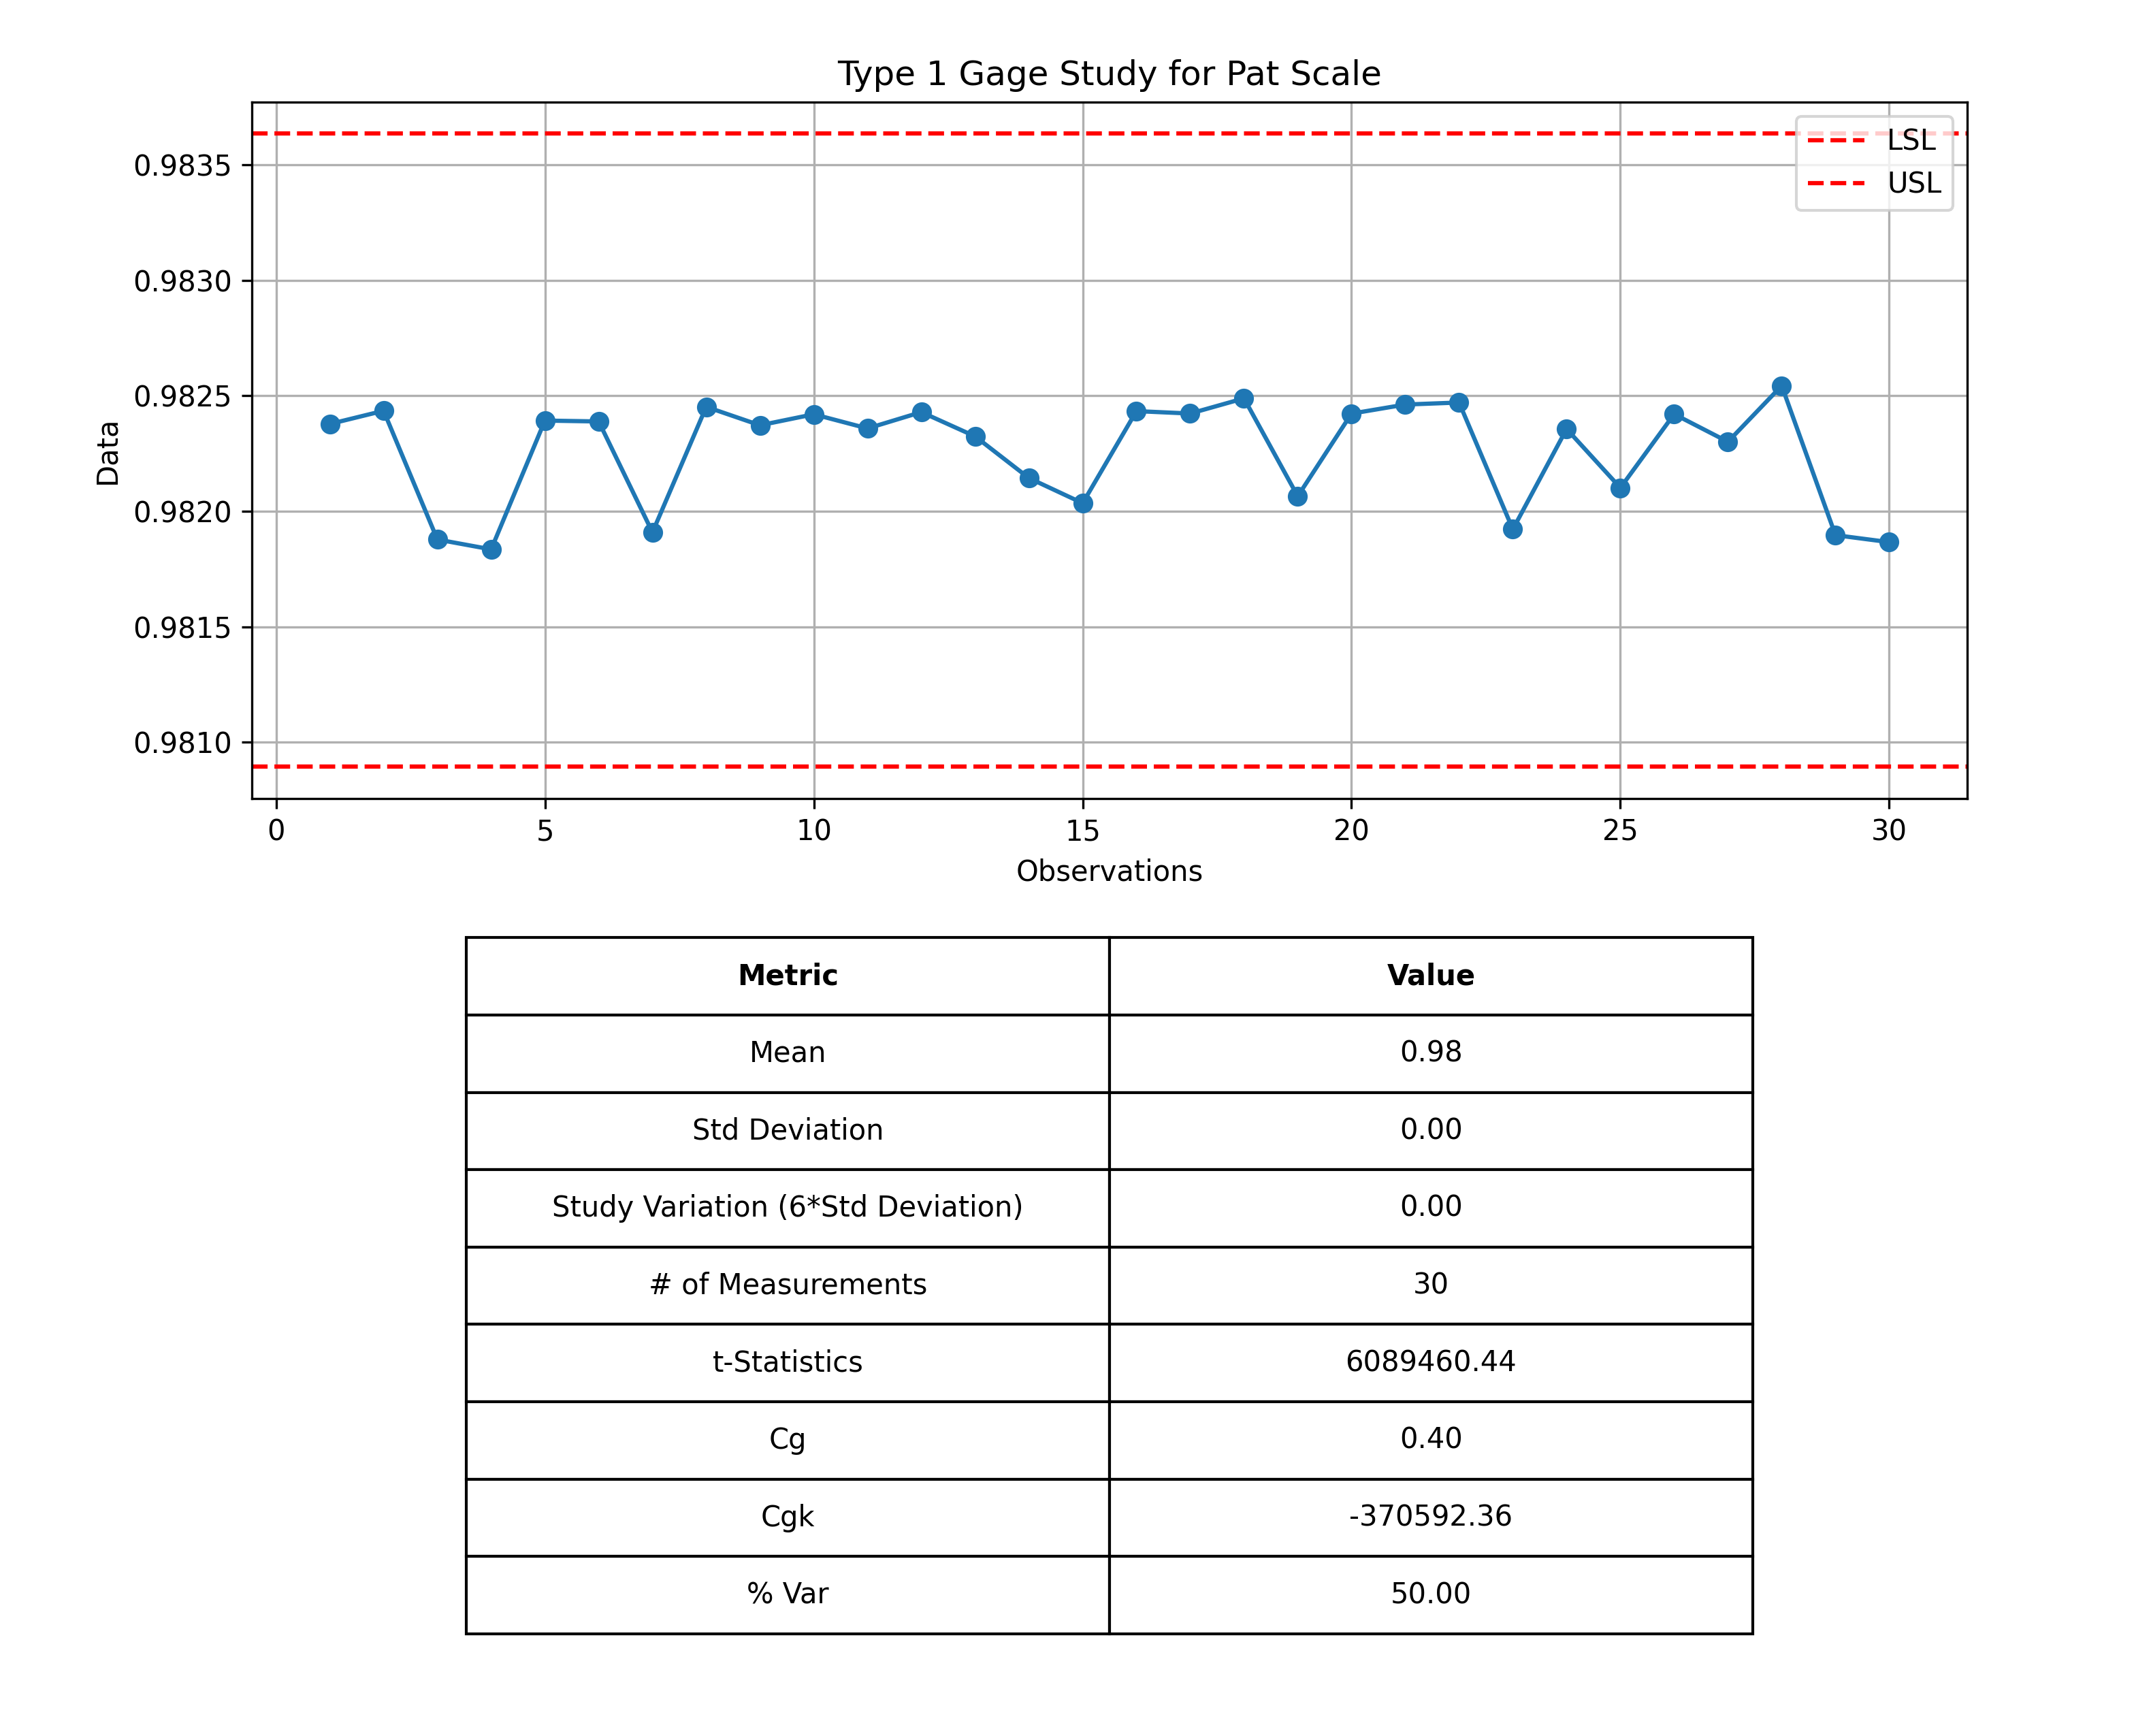 Type 1 Gage Study for Pat Scale
LSL
USL
0.9835
0.9830
0.9825
0.9820
0.9815
0.9810
Data
0 5 10 15 20 25 30
Observations
Metric Value
Mean 0.98
Std Deviation 0.00
Study Variation (6*Std Deviation) 0.00
# of Measurements 30
t-Statistics 6089460.44
Cg 0.40
Cgk -370592.36
% Var 50.00